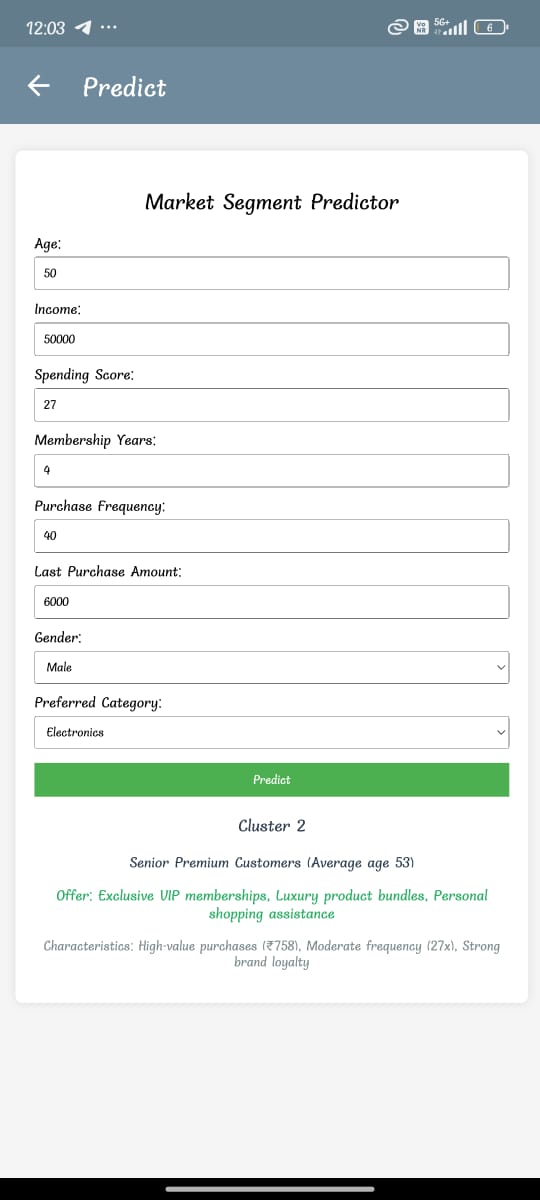 12:03
Vo NR 5G+ 6
Predict
Market Segment Predictor
Age:
50
Income:
50000
Spending Score:
27
Membership Years:
4
Purchase Frequency:
40
Last Purchase Amount:
6000
Gender:
Male
Preferred Category:
Electronics
Predict
Cluster 2
Senior Premium Customers (Average age 53)
Offer: Exclusive VIP memberships, Luxury product bundles, Personal
shopping assistance
Characteristics: High-value purchases (₹758), Moderate frequency (27x), Strong
brand loyalty